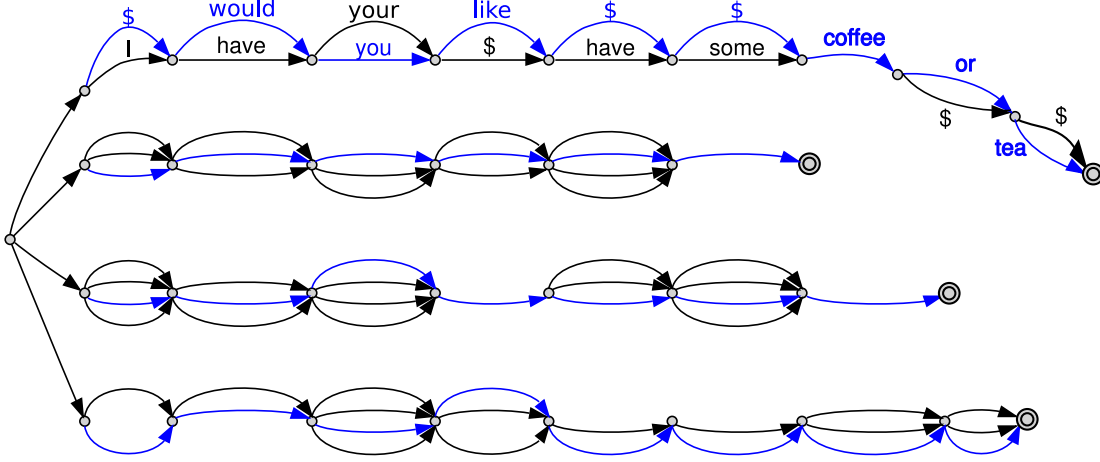 $ would your like $ $
I have you $ have some coffee
or
$ $
tea